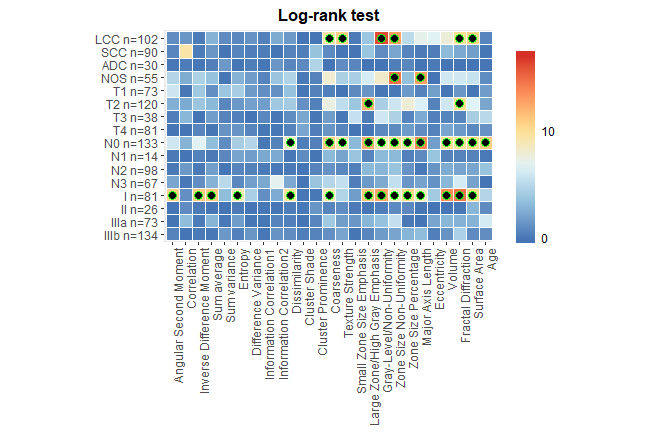 Log-rank test
LCC n=102
SCC n=90
ADC n=30
NOS n=55
T1 n=73
T2 n=120
T3 n=38
T4 n=81
N0 n=133
N1 n=14
N2 n=98
N3 n=67
I n=81
II n=26
IIIa n=73
IIIb n=134
10
0
Angular Second Moment
Correlation
Inverse Difference Moment
Sum average
Sum variance
Entropy
Difference Variance
Information Correlation1
Information Correlation2
Dissimilarity
Cluster Shade
Cluster Prominence
Coarseness
Texture Strength
Small Zone Size Emphasis
Large Zone/High Gray Emphasis
Gray-Level/Non-Uniformity
Zone Size Non-Uniformity
Zone Size Percentage
Major Axis Length
Eccentricity
Volume
Fractal Diffraction
Surface Area
Age